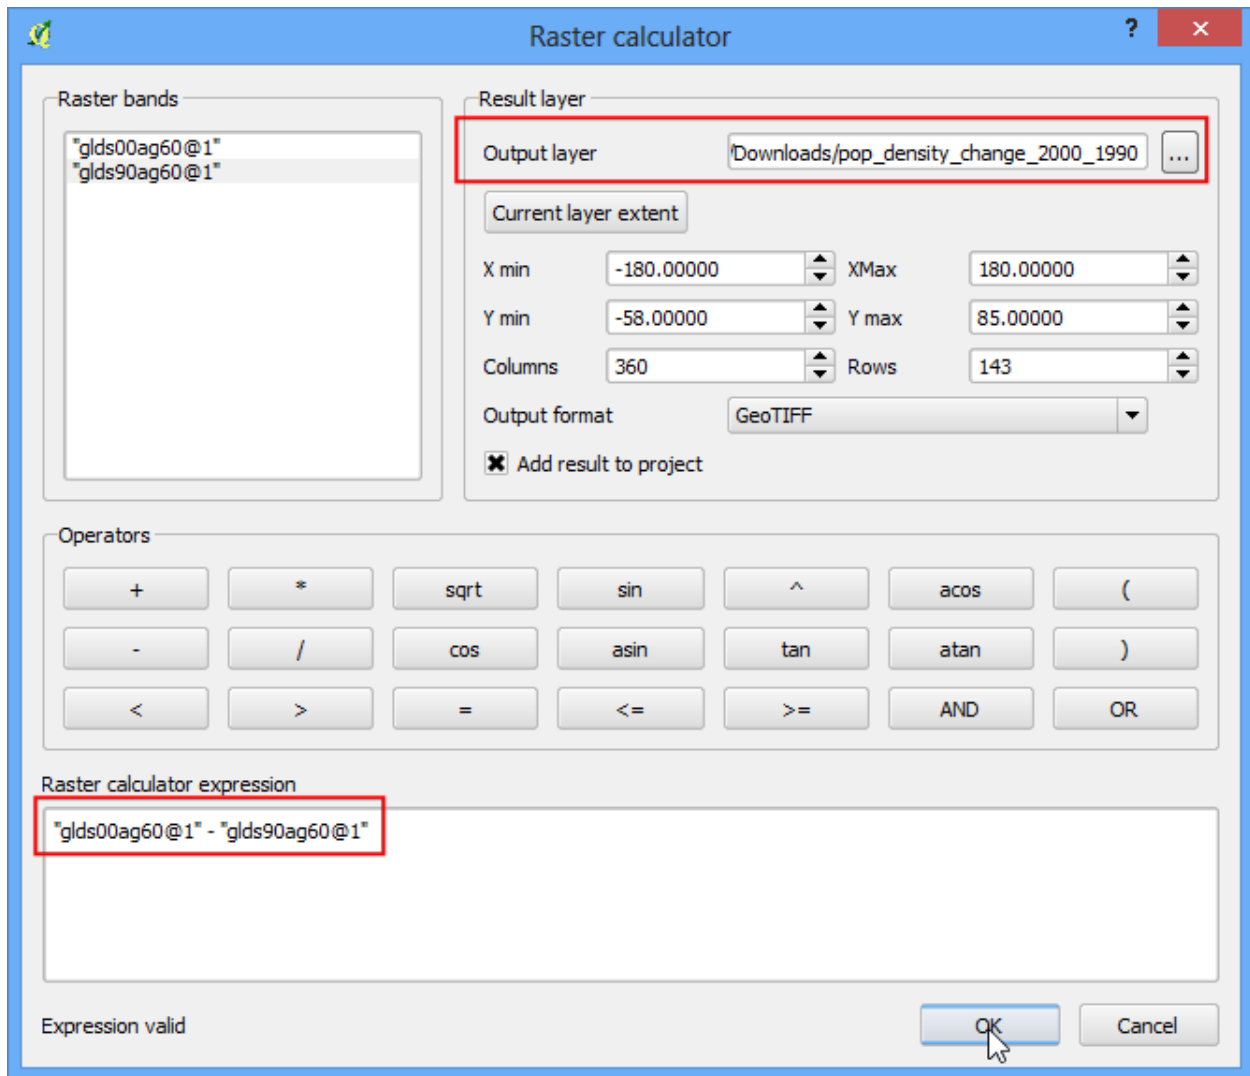 Raster calculator
?
Raster bands
"glds00ag60@1"
"glds90ag60@1"
Result layer
Output layer /Downloads/pop_density_change_2000_1990 ...
Current layer extent
X min -180.00000 XMax 180.00000
Y min -58.00000 Y max 85.00000
Columns 360 Rows 143
Output format GeoTIFF
Add result to project
Operators
+ * sqrt sin ^ acos (
- / cos asin tan atan )
< > = <= >= AND OR
Raster calculator expression
"glds00ag60@1" - "glds90ag60@1"
Expression valid OK Cancel